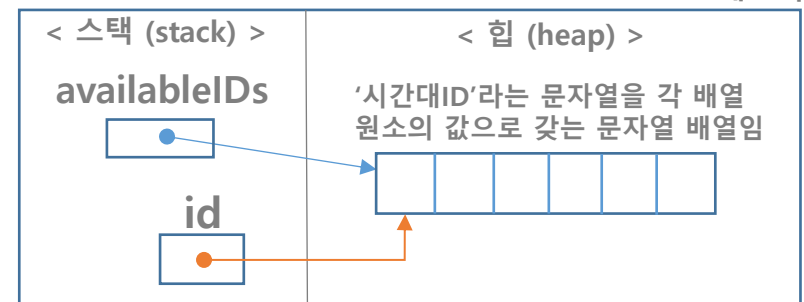 < 스택 (stack) >
< 힙 (heap) >
availableIDs
‘시간대ID’라는 문자열을 각 배열
원소의 값으로 갖는 문자열 배열임
id